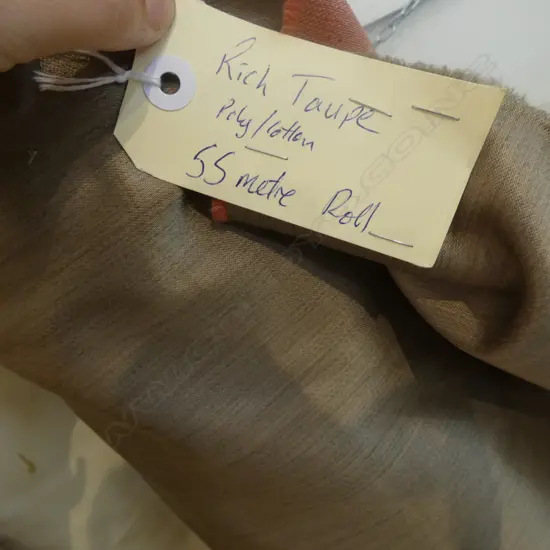 Rich Taupe
Poly/Cotton
55 metre Roll